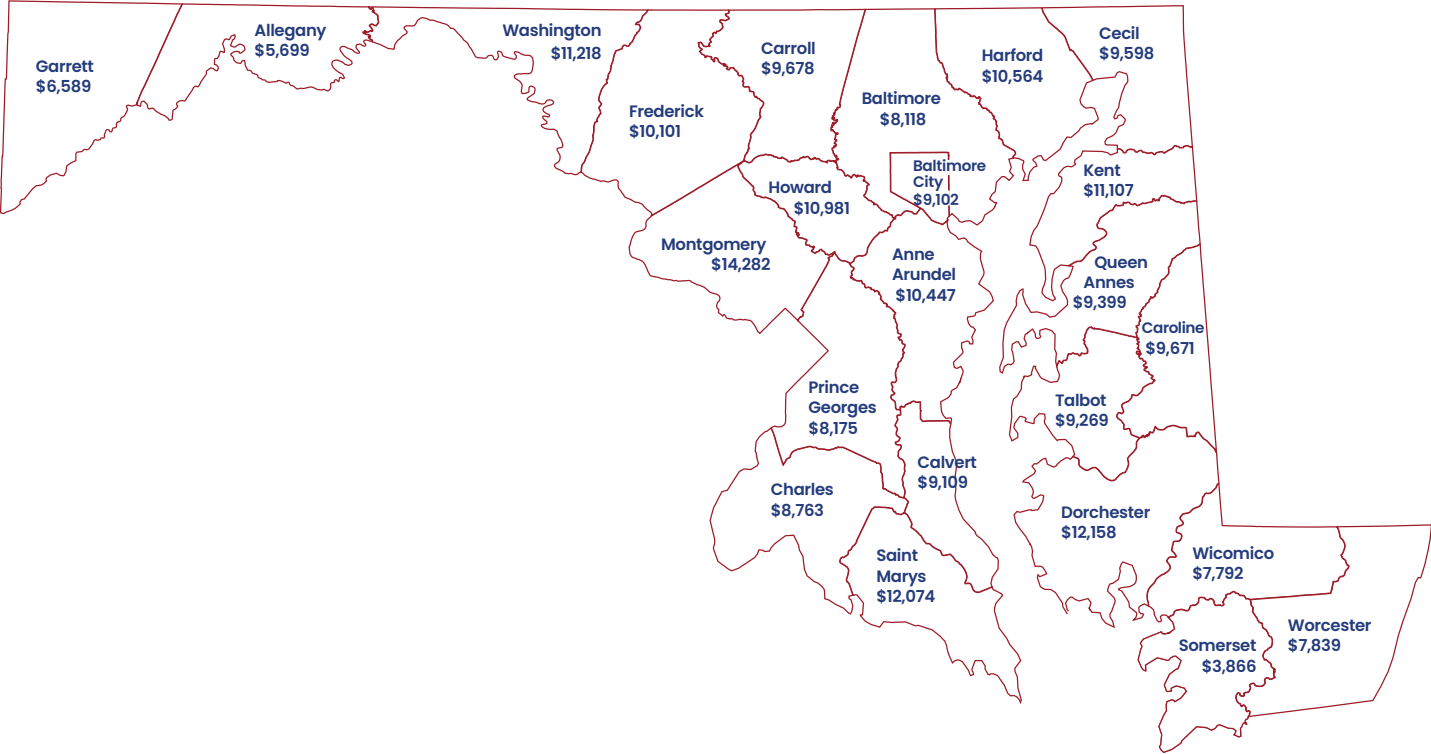 Garrett
$6,589
Allegany
$5,699
Washington
$11,218
Frederick
$10,101
Carroll
$9,678
Baltimore
$8,118
Harford
$10,564
Cecil
$9,598
Baltimore
City
$9,102
Kent
$11,107
Howard
$10,981
Montgomery
$14,282
Anne
Arundel
$10,447
Queen
Annes
$9,399
Caroline
$9,671
Prince
Georges
$8,175
Talbot
$9,269
Calvert
$9,109
Charles
$8,763
Dorchester
$12,158
Saint
Marys
$12,074
Wicomico
$7,792
Worcester
$7,839
Somerset
$3,866